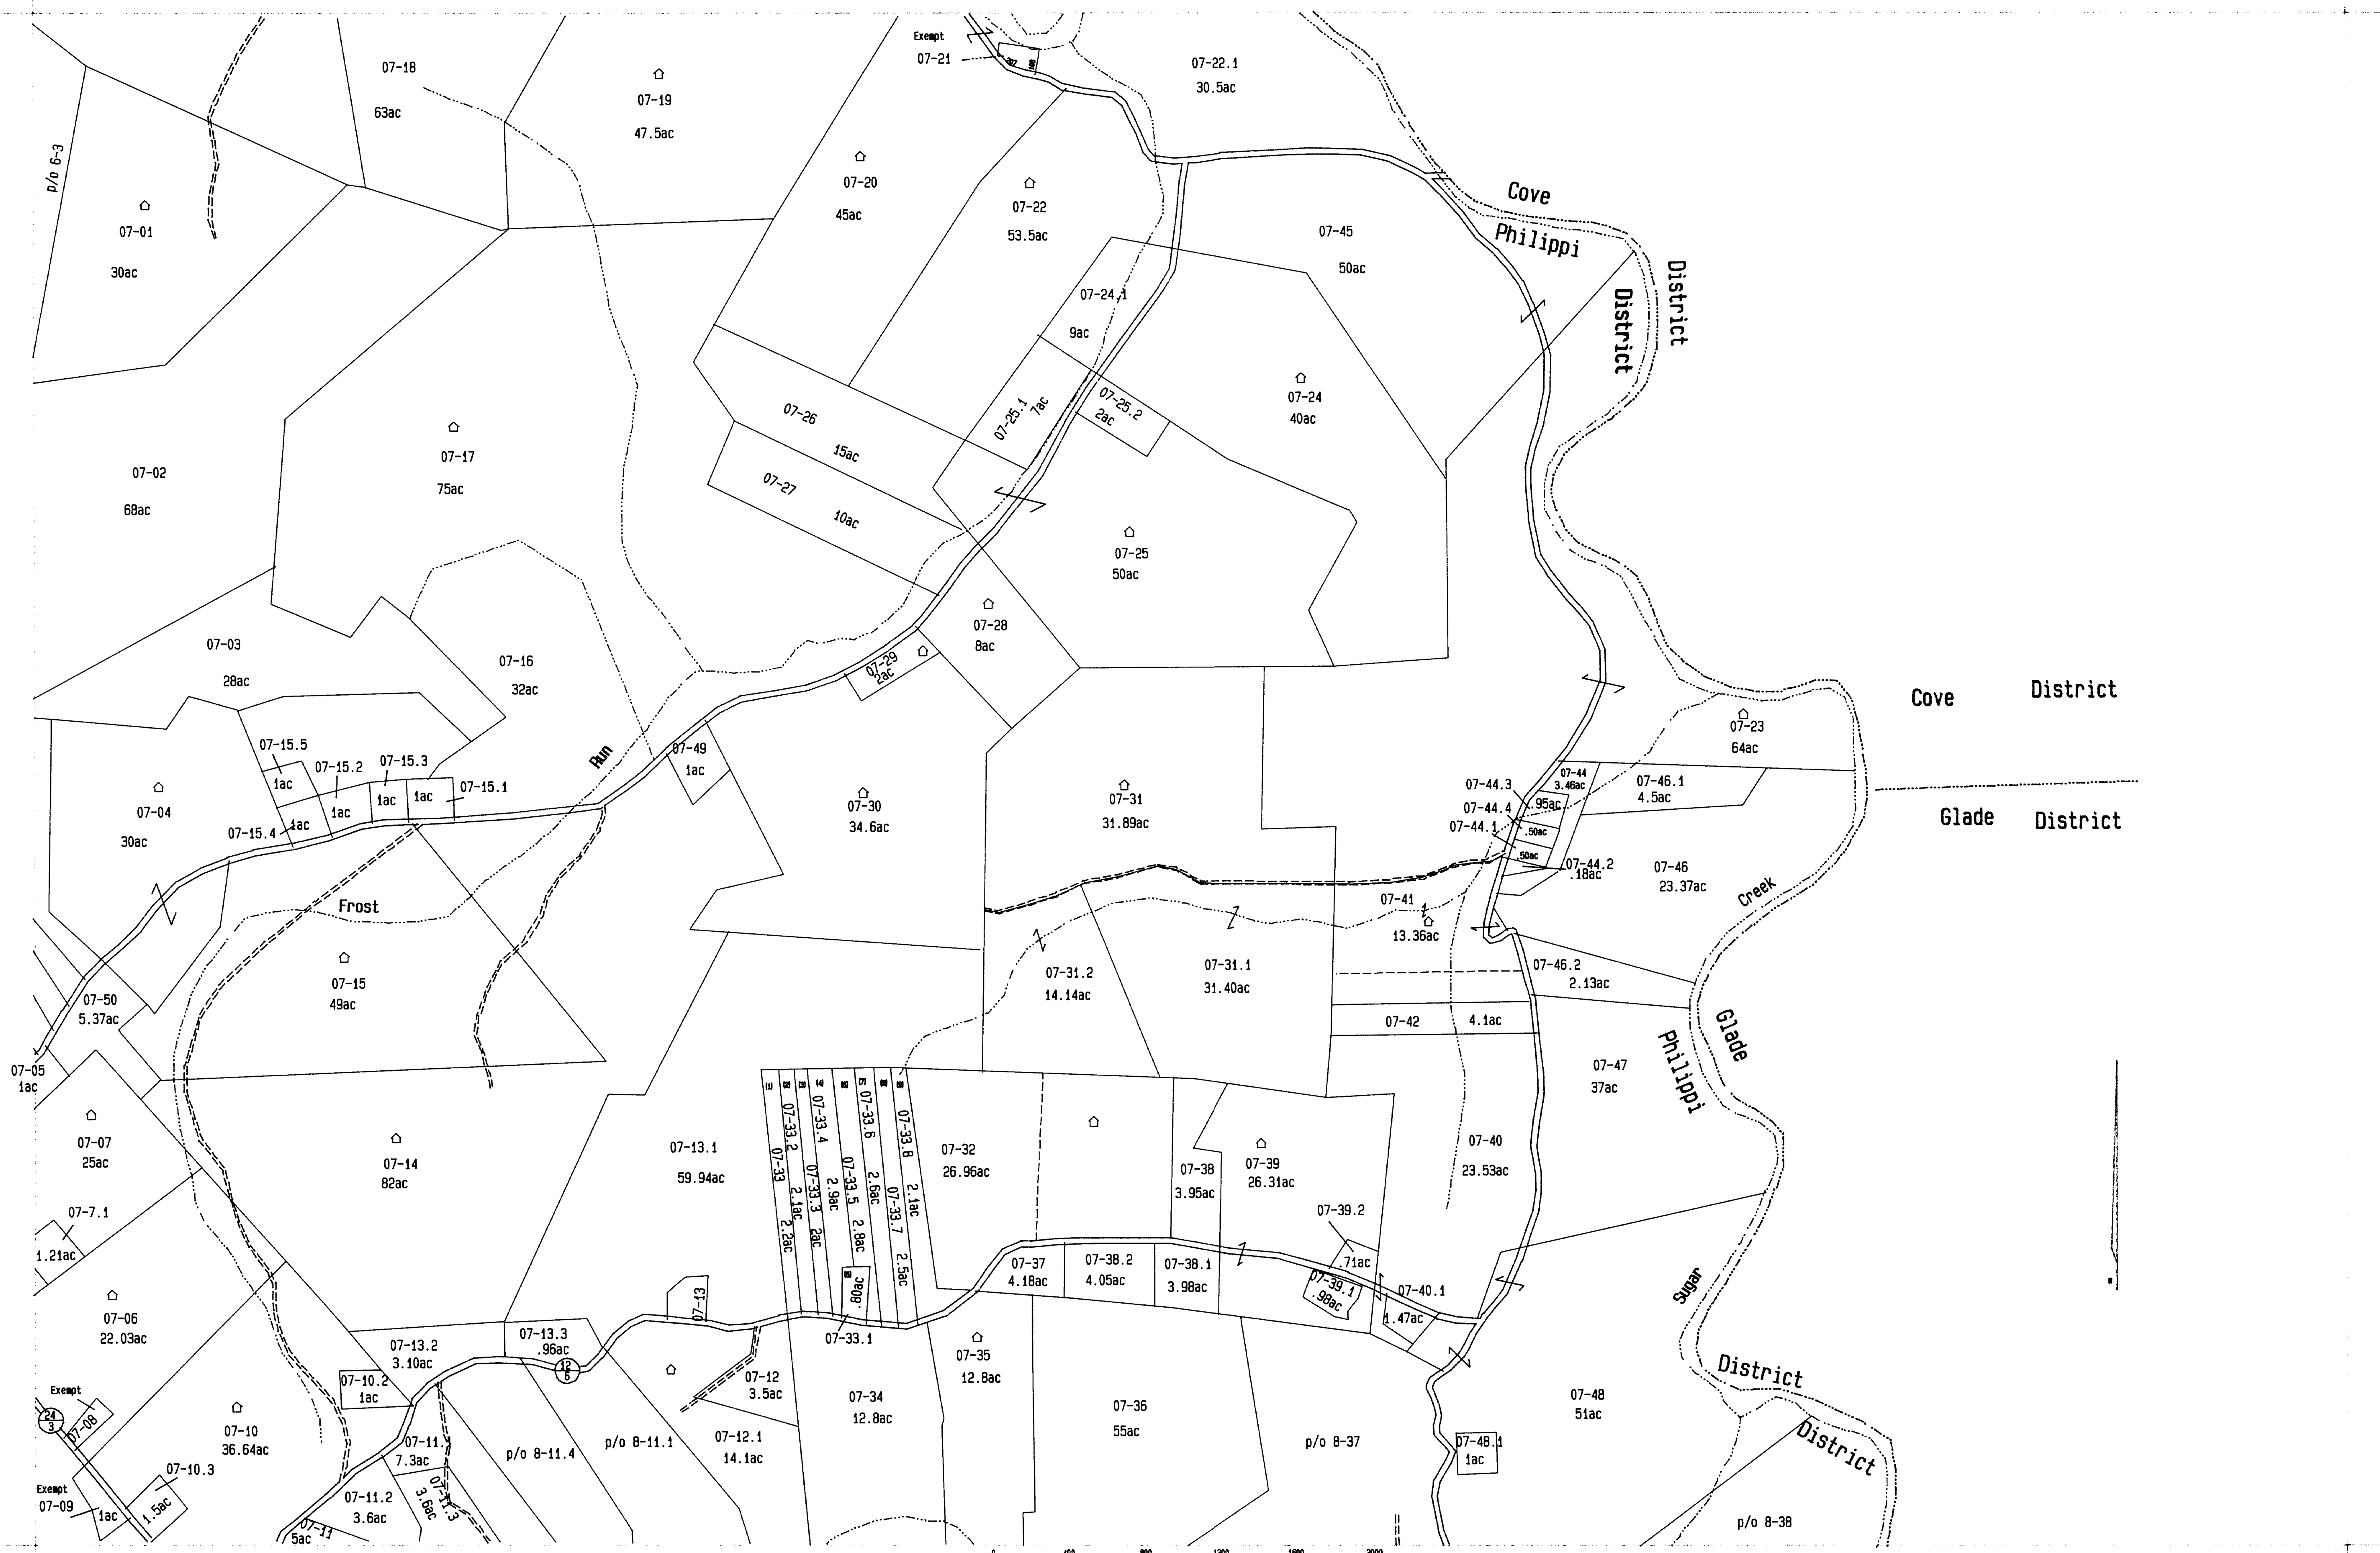 Exempt
07-21
207
108
07-22.1
30.5ac
07-18
63ac
07-19
47.5ac
p/o 6-3
07-01
30ac
07-20
45ac
07-22
53.5ac
07-45
50ac
Cove
Philippi
District
District
07-24.1
9ac
07-24
40ac
07-25.1
7ac
07-25.2
2ac
07-26
15ac
07-27
10ac
07-02
68ac
07-17
75ac
07-25
50ac
07-28
8ac
07-29
2ac
07-03
28ac
07-16
32ac
Cove District
07-23
64ac
07-15.5
1ac
07-15.2
1ac
07-15.3
1ac
1ac
07-15.1
07-15.4
1ac
Run
07-49
1ac
07-04
30ac
07-30
34.6ac
07-31
31.89ac
07-44.3
07-44
3.46ac
.95ac
07-44.4
.50ac
07-44.1
.50ac
07-44.2
.18ac
07-46.1
4.5ac
Glade District
07-46
23.37ac
Creek
Frost
07-41
13.36ac
07-15
49ac
07-31.2
14.14ac
07-31.1
31.40ac
07-46.2
2.13ac
07-50
5.37ac
07-42
4.1ac
Glade
Philippi
07-05
1ac
07-47
37ac
07-07
25ac
07-14
82ac
07-13.1
59.94ac
(1)
(4)
07-33
2.2ac
07-33.2
2.1ac
07-33.3
2ac
07-33.4
2.9ac
07-33.5
2.8ac
07-33.6
2.6ac
07-33.7
2.5ac
07-33.8
2.1ac
.80ac
07-33.1
07-32
26.96ac
07-38
3.95ac
07-39
26.31ac
07-40
23.53ac
07-7.1
1.21ac
07-39.2
.71ac
07-37
4.18ac
07-38.2
4.05ac
07-38.1
3.98ac
07-39.1
.98ac
07-40.1
1.47ac
Sugar
07-06
22.03ac
07-13
07-13.2
3.10ac
07-13.3
.96ac
12
6
07-10.2
1ac
07-12
3.5ac
07-35
12.8ac
07-34
12.8ac
07-36
55ac
07-48
51ac
District
District
Exempt
24
3
07-08
07-10
36.64ac
07-11.1
7.3ac
p/o 8-11.4
p/o 8-11.1
07-12.1
14.1ac
p/o 8-37
07-48.1
1ac
07-10.3
1.5ac
Exempt
07-09
1ac
07-11.2
3.6ac
07-11.3
3.6ac
07-11
5ac
p/o 8-38